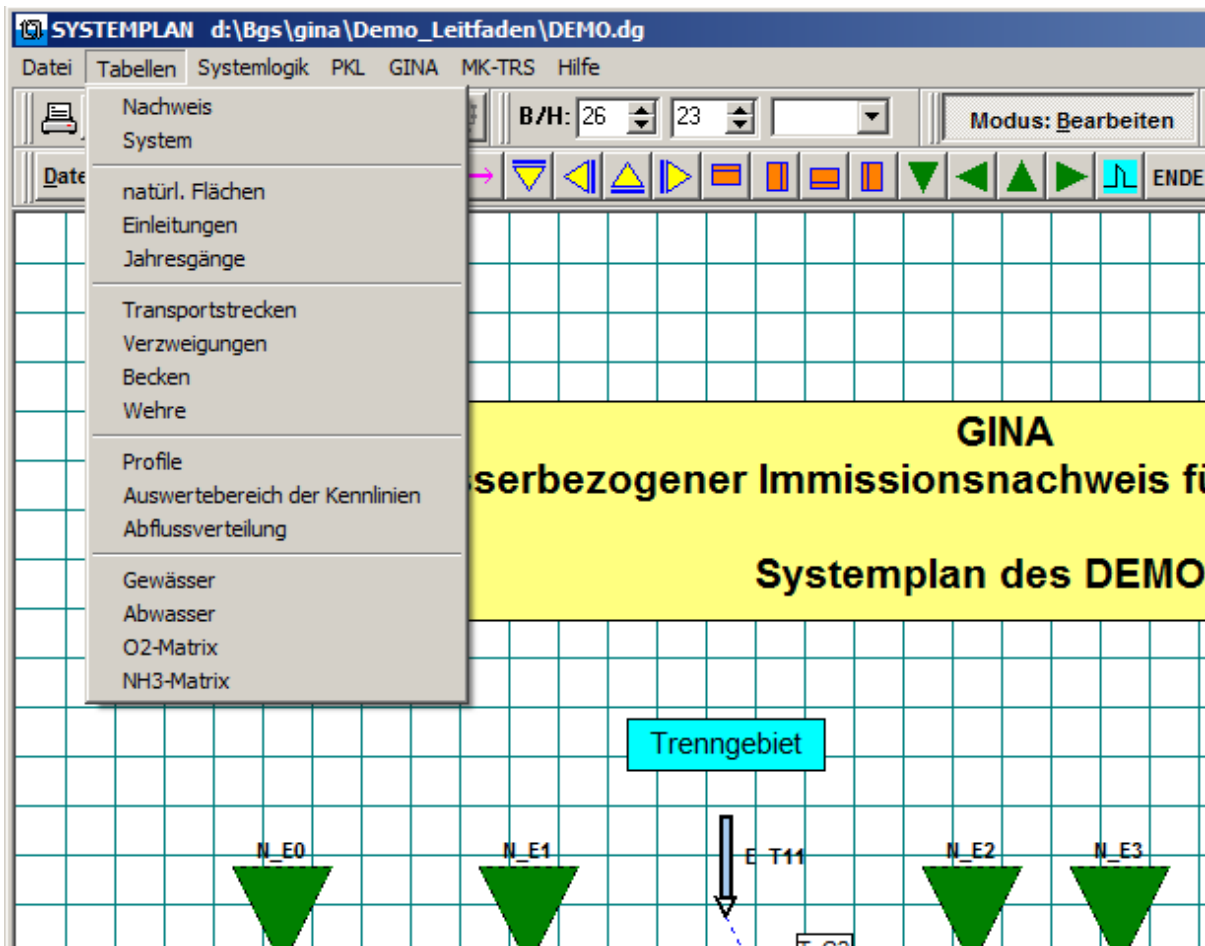 SYSTEMPLAN d:\Bgs\gina\Demo_Leitfaden\DEMO.dg
Datei Tabellen Systemlogik PKL GINA MK-TRS Hilfe
B/H: 26 23 Modus: Bearbeiten
Date ENDE
Nachweis
System
natürl. Flächen
Einleitungen
Jahresgänge
Transportstrecken
Verzweigungen
Becken
Wehre
Profile
Auswertebereich der Kennlinien
Abflussverteilung
Gewässer
Abwasser
O2-Matrix
NH3-Matrix
GINA
sserbezogener Immissionsnachweis fü
Systemplan des DEMO
Trenngebiet
N_E0 N_E1 E_T11 N_E2 N_E3